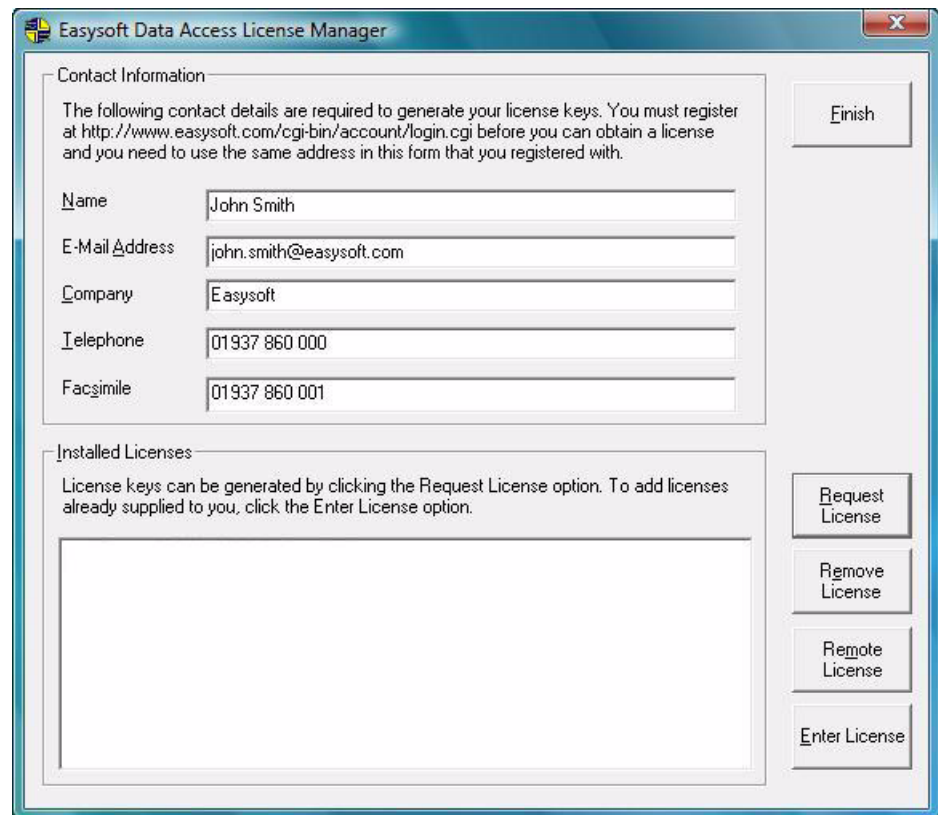 Easysoft Data Access License Manager
Contact Information
The following contact details are required to generate your license keys. You must register
at http://www.easysoft.com/cgi-bin/account/login.cgi before you can obtain a license
and you need to use the same address in this form that you registered with.
Finish
Name
John Smith
E-Mail Address
john.smith@easysoft.com
Company
Easysoft
Telephone
01937 860 000
Facsimile
01937 860 001
Installed Licenses
License keys can be generated by clicking the Request License option. To add licenses
already supplied to you, click the Enter License option.
Request
License
Remove
License
Remote
License
Enter License